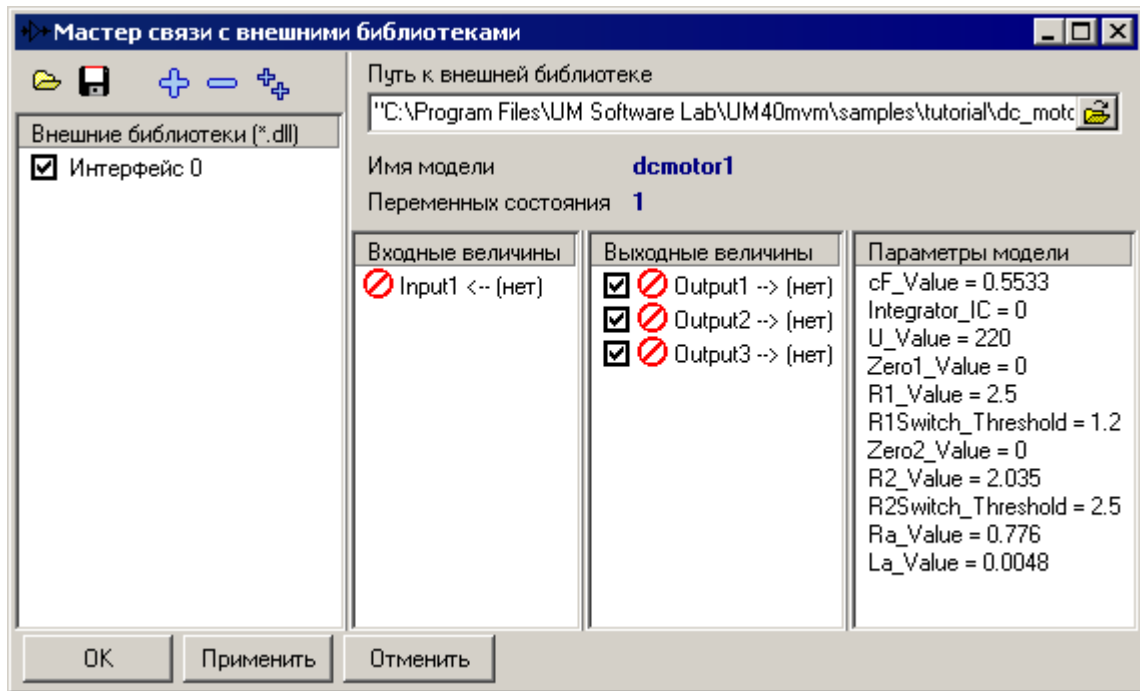 Мастер связи с внешними библиотеками
Путь к внешней библиотеке
"C:\Program Files\UM Software Lab\UM40mvm\samples\tutorial\dc_motc
Внешние библиотеки (*.dll)
Интерфейс 0
Имя модели dcmotor1
Переменных состояния 1
Входные величины
Input1 <-- (нет)
Выходные величины
Output1 --> (нет)
Output2 --> (нет)
Output3 --> (нет)
Параметры модели
cF_Value = 0.5533
Integrator_IC = 0
U_Value = 220
Zero1_Value = 0
R1_Value = 2.5
R1Switch_Threshold = 1.2
Zero2_Value = 0
R2_Value = 2.035
R2Switch_Threshold = 2.5
Ra_Value = 0.776
La_Value = 0.0048
OK
Применить
Отменить